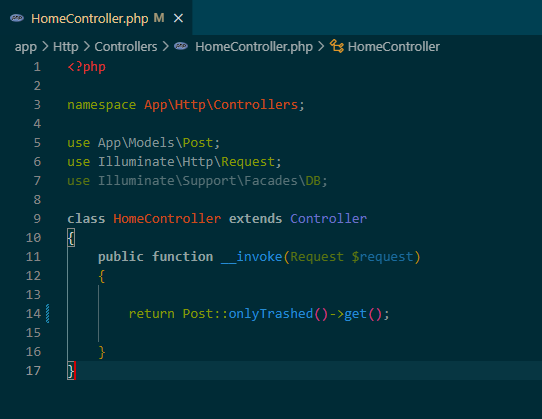 HomeController.php M ×
app > Http > Controllers > HomeController.php > HomeController
1 <?php
2
3 namespace App\Http\Controllers;
4
5 use App\Models\Post;
6 use Illuminate\Http\Request;
7 use Illuminate\Support\Facades\DB;
8
9 class HomeController extends Controller
10 {
11     public function __invoke(Request $request)
12     {
13
14         return Post::onlyTrashed()->get();
15
16     }
17 }